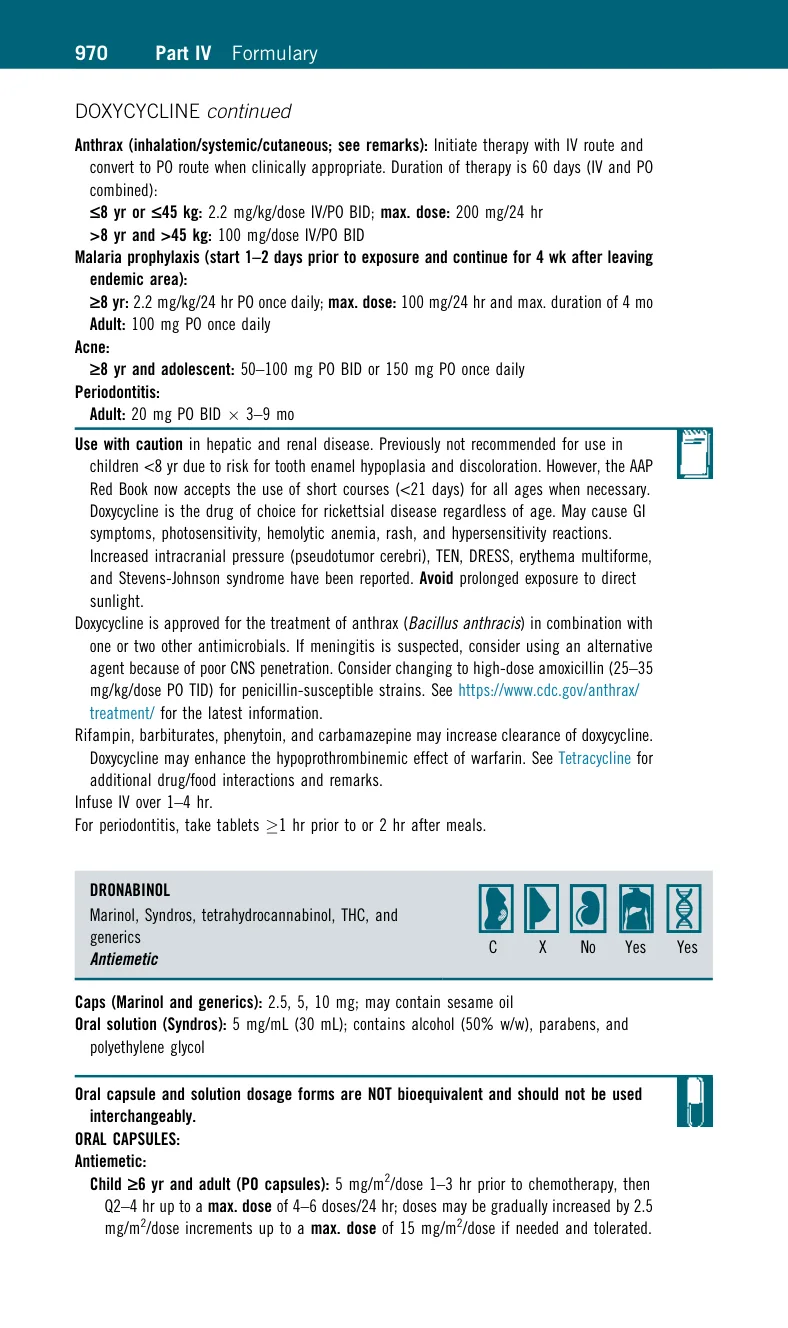 970 Part IV Formulary
DOXYCYCLINE continued
Anthrax (inhalation/systemic/cutaneous; see remarks): Initiate therapy with IV route and
convert to PO route when clinically appropriate. Duration of therapy is 60 days (IV and PO
combined):
≤8 yr or ≤45 kg: 2.2 mg/kg/dose IV/PO BID; max. dose: 200 mg/24 hr
>8 yr and >45 kg: 100 mg/dose IV/PO BID
Malaria prophylaxis (start 1–2 days prior to exposure and continue for 4 wk after leaving
endemic area):
≥8 yr: 2.2 mg/kg/24 hr PO once daily; max. dose: 100 mg/24 hr and max. duration of 4 mo
Adult: 100 mg PO once daily
Acne:
≥8 yr and adolescent: 50–100 mg PO BID or 150 mg PO once daily
Periodontitis:
Adult: 20 mg PO BID × 3–9 mo
Use with caution in hepatic and renal disease. Previously not recommended for use in
children <8 yr due to risk for tooth enamel hypoplasia and discoloration. However, the AAP
Red Book now accepts the use of short courses (<21 days) for all ages when necessary.
Doxycycline is the drug of choice for rickettsial disease regardless of age. May cause GI
symptoms, photosensitivity, hemolytic anemia, rash, and hypersensitivity reactions.
Increased intracranial pressure (pseudotumor cerebri), TEN, DRESS, erythema multiforme,
and Stevens-Johnson syndrome have been reported. Avoid prolonged exposure to direct
sunlight.
Doxycycline is approved for the treatment of anthrax (Bacillus anthracis) in combination with
one or two other antimicrobials. If meningitis is suspected, consider using an alternative
agent because of poor CNS penetration. Consider changing to high-dose amoxicillin (25–35
mg/kg/dose PO TID) for penicillin-susceptible strains. See https://www.cdc.gov/anthrax/
treatment/ for the latest information.
Rifampin, barbiturates, phenytoin, and carbamazepine may increase clearance of doxycycline.
Doxycycline may enhance the hypoprothrombinemic effect of warfarin. See Tetracycline for
additional drug/food interactions and remarks.
Infuse IV over 1–4 hr.
For periodontitis, take tablets ≥1 hr prior to or 2 hr after meals.
DRONABINOL
Marinol, Syndros, tetrahydrocannabinol, THC, and
generics
Antiemetic
C X No Yes Yes
Caps (Marinol and generics): 2.5, 5, 10 mg; may contain sesame oil
Oral solution (Syndros): 5 mg/mL (30 mL); contains alcohol (50% w/w), parabens, and
polyethylene glycol
Oral capsule and solution dosage forms are NOT bioequivalent and should not be used
interchangeably.
ORAL CAPSULES:
Antiemetic:
Child ≥6 yr and adult (PO capsules): 5 mg/m²/dose 1–3 hr prior to chemotherapy, then
Q2–4 hr up to a max. dose of 4–6 doses/24 hr; doses may be gradually increased by 2.5
mg/m²/dose increments up to a max. dose of 15 mg/m²/dose if needed and tolerated.